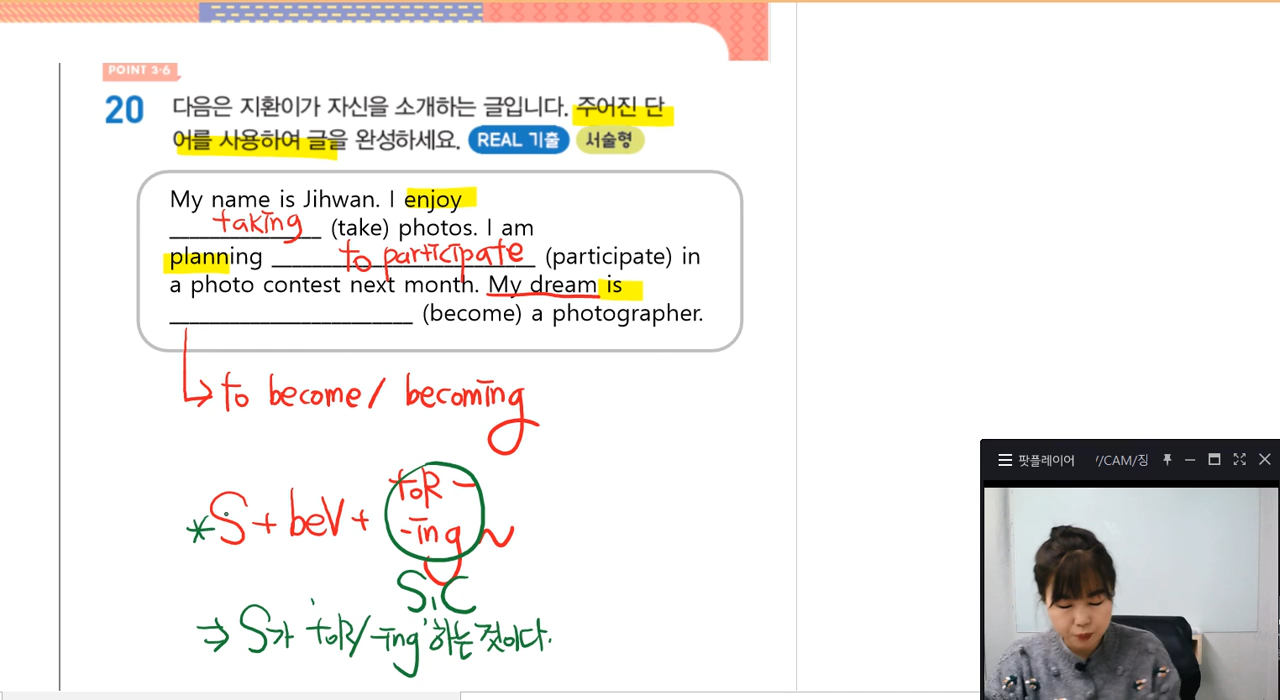 POINT 3-6
20 다음은 지환이가 자신을 소개하는 글입니다. 주어진 단
어를 사용하여 글을 완성하세요. REAL 기출 서술형
My name is Jihwan. I enjoy
taking (take) photos. I am
planning to participate (participate) in
a photo contest next month. My dream is
____________ (become) a photographer.
to become / becoming
*S + beV + toR ~
-ing
S.C
⇒ S가 'toR/-ing' 하는 것이다.
팟플레이어 //CAM/징